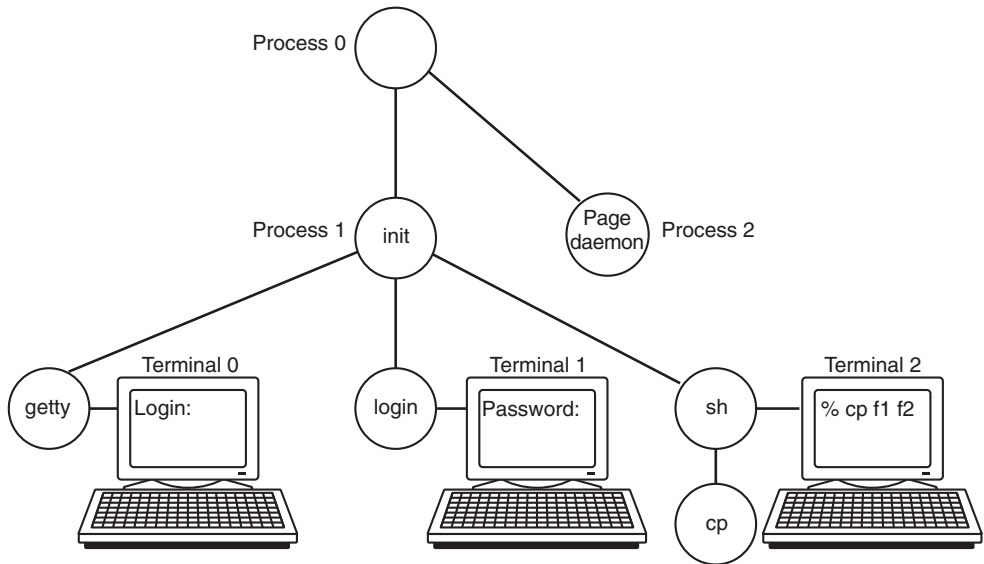 Process 0
Process 1
init
Page
daemon
Process 2
Terminal 0
Terminal 1
Terminal 2
getty
Login:
login
Password:
sh
% cp f1 f2
cp